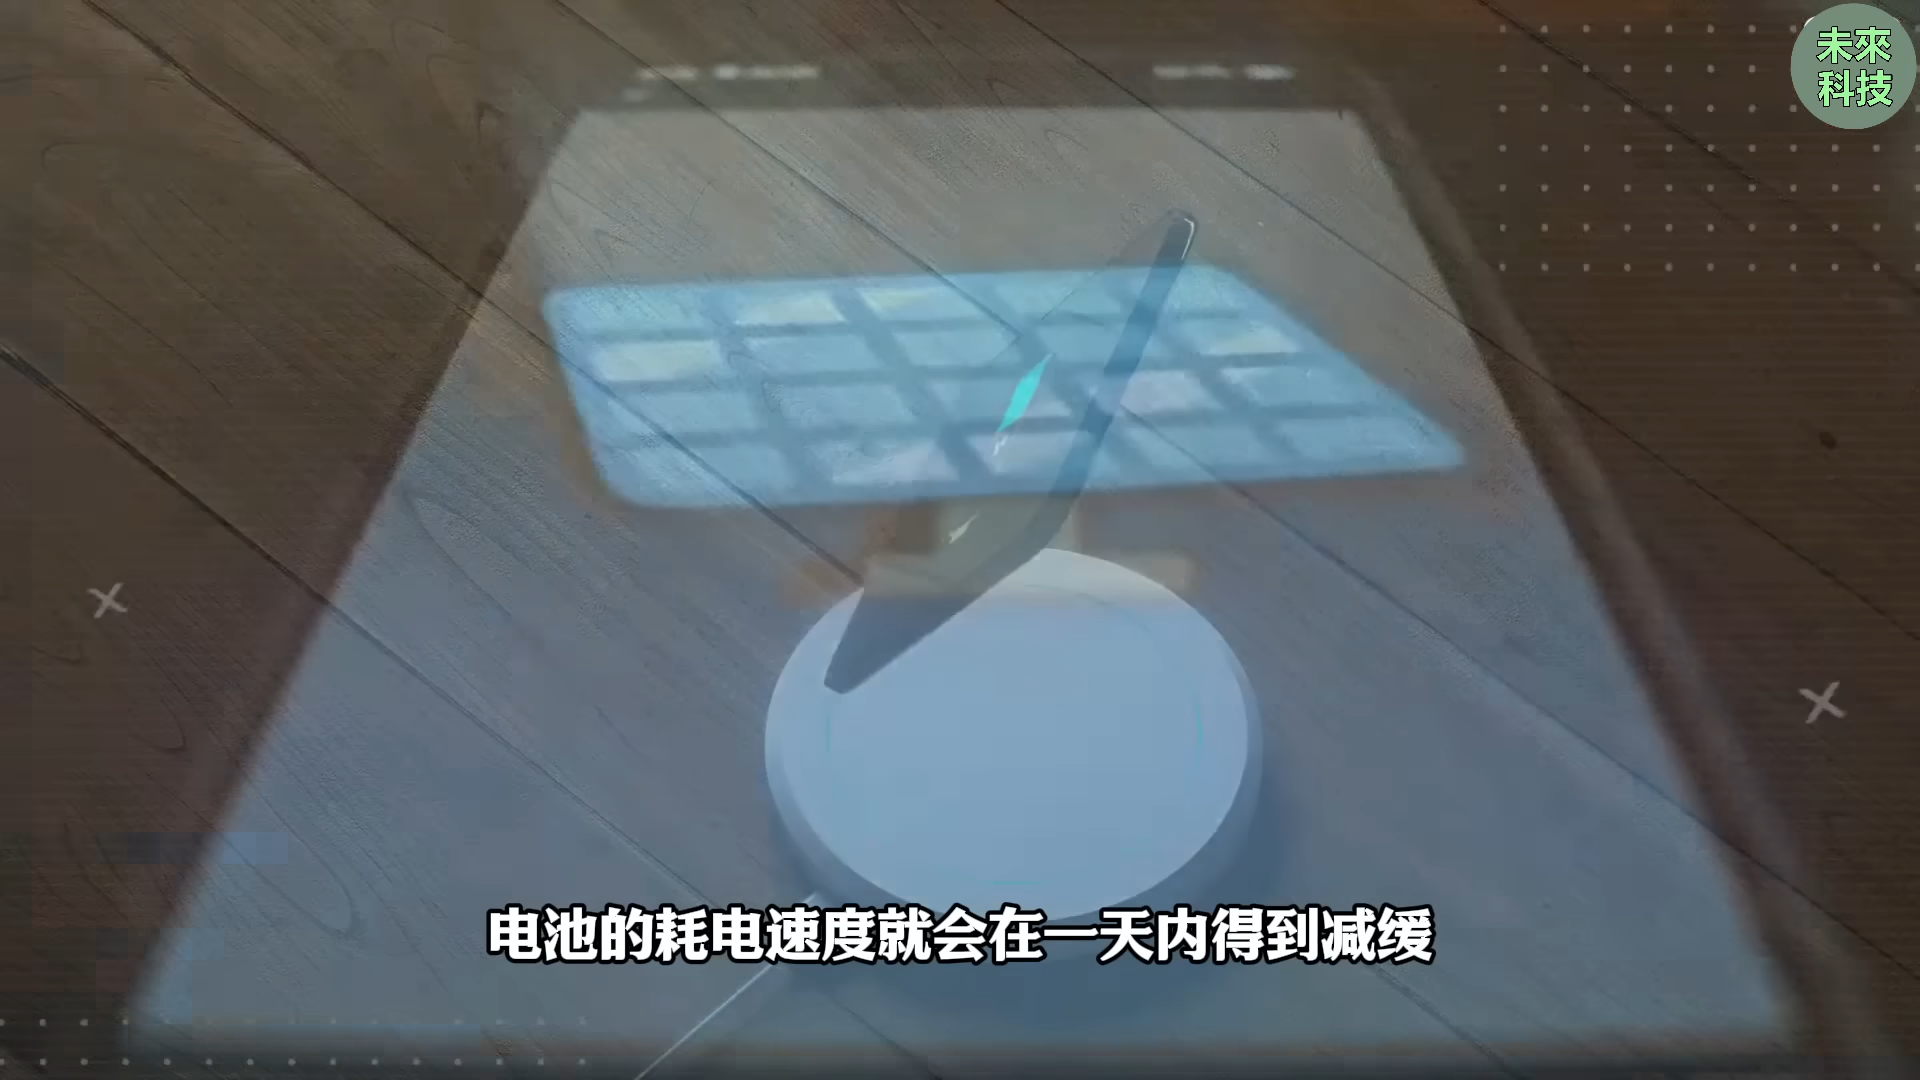 未來
科技
电池的耗电速度就会在一天内得到减缓